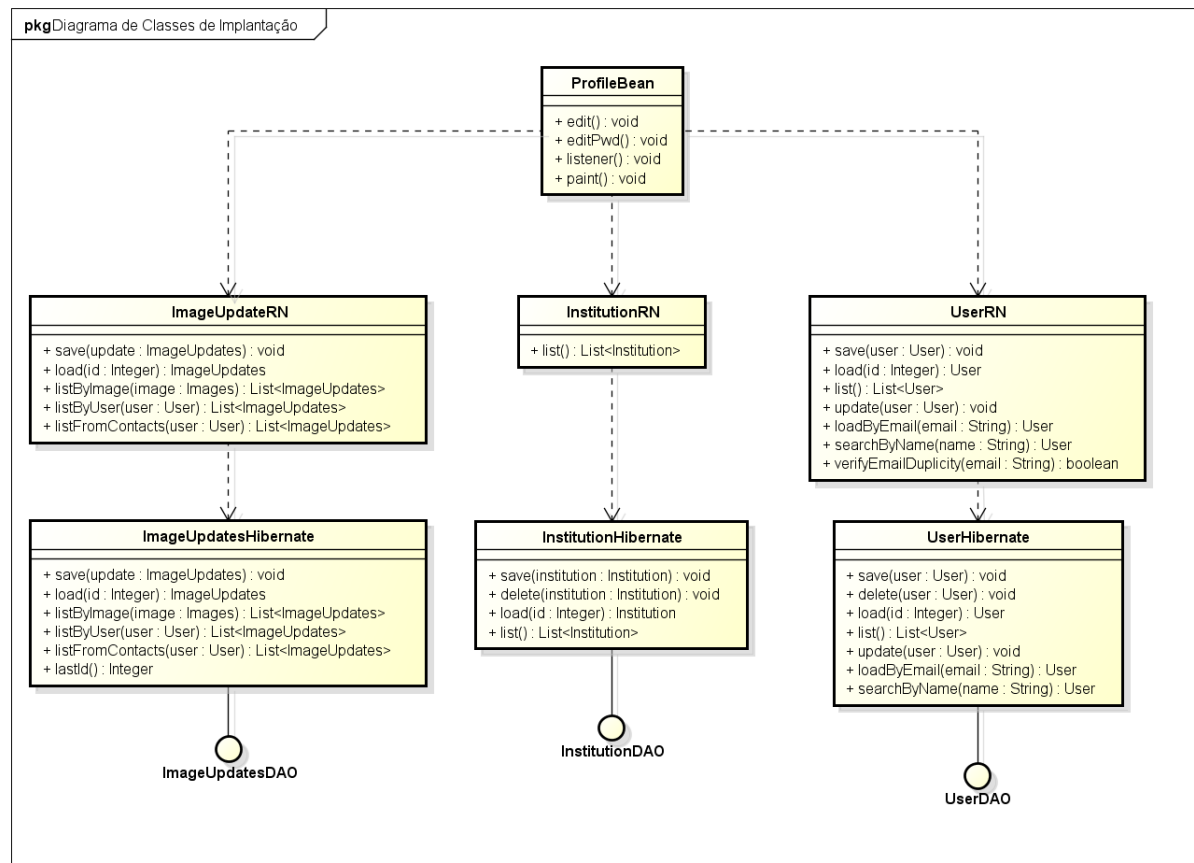 pkg Diagrama de Classes de Implantação
ProfileBean
+ edit() : void
+ editPwd() : void
+ listener() : void
+ paint() : void
ImageUpdateRN
+ save(update : ImageUpdates) : void
+ load(id : Integer) : ImageUpdates
+ listByImage(image : Images) : List<ImageUpdates>
+ listByUser(user : User) : List<ImageUpdates>
+ listFromContacts(user : User) : List<ImageUpdates>
InstitutionRN
+ list() : List<Institution>
UserRN
+ save(user : User) : void
+ load(id : Integer) : User
+ list() : List<User>
+ update(user : User) : void
+ loadByEmail(email : String) : User
+ searchByName(name : String) : User
+ verifyEmailDuplicity(email : String) : boolean
ImageUpdatesHibernate
+ save(update : ImageUpdates) : void
+ load(id : Integer) : ImageUpdates
+ listByImage(image : Images) : List<ImageUpdates>
+ listByUser(user : User) : List<ImageUpdates>
+ listFromContacts(user : User) : List<ImageUpdates>
+ lastId() : Integer
InstitutionHibernate
+ save(institution : Institution) : void
+ delete(institution : Institution) : void
+ load(id : Integer) : Institution
+ list() : List<Institution>
UserHibernate
+ save(user : User) : void
+ delete(user : User) : void
+ load(id : Integer) : User
+ list() : List<User>
+ update(user : User) : void
+ loadByEmail(email : String) : User
+ searchByName(name : String) : User
ImageUpdatesDAO
InstitutionDAO
UserDAO